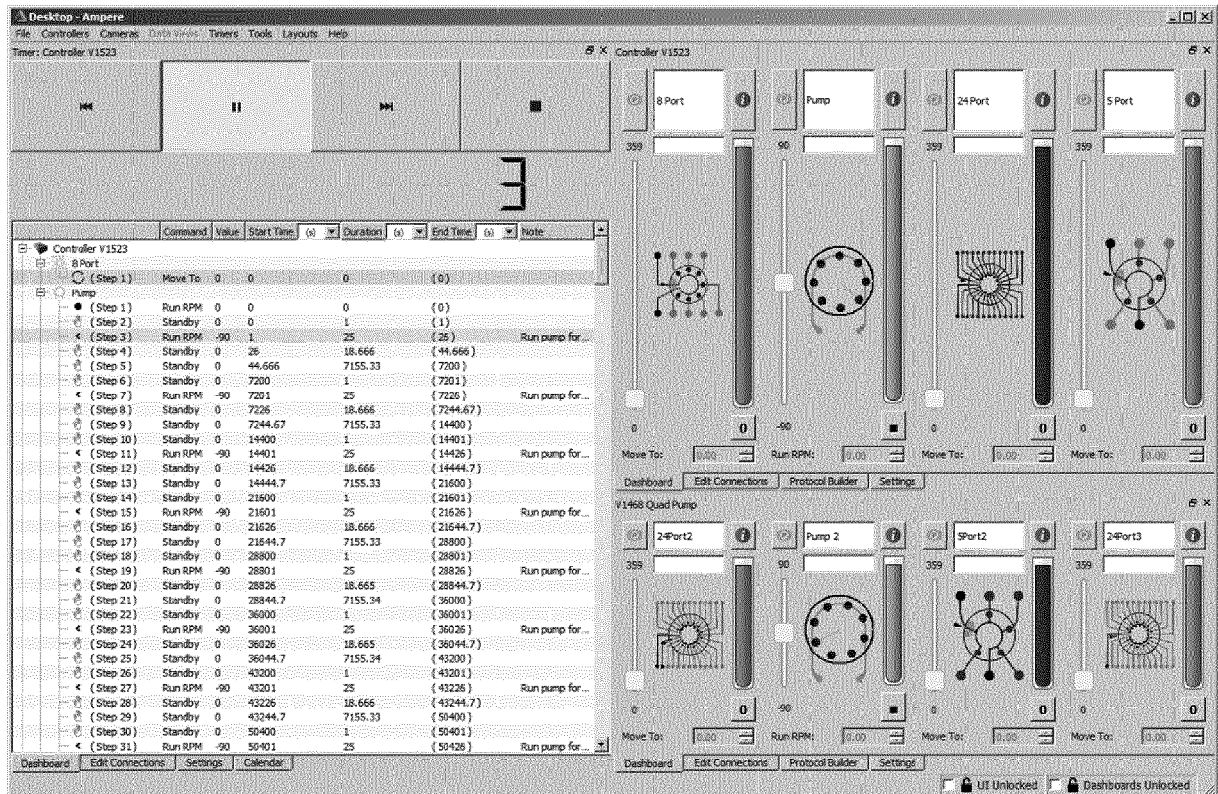 Desktop - Ampere
File Controllers Cameras Data Views Timers Tools Layouts Help
Timer: Controller V1523
3
Command Value Start Time (s) Duration (s) End Time (s) Note
Controller V1523
8 Port
(Step 1) Move To 0 0 0 {0}
Pump
(Step 1) Run RPM 0 0 0 {0}
(Step 2) Standby 0 0 1 {1}
(Step 3) Run RPM -90 1 25 {26} Run pump for...
(Step 4) Standby 0 26 18.666 {44.666}
(Step 5) Standby 0 44.666 7155.33 {7200}
(Step 6) Standby 0 7200 1 {7201}
(Step 7) Run RPM -90 7201 25 {7226} Run pump for...
(Step 8) Standby 0 7226 18.666 {7244.67}
(Step 9) Standby 0 7244.67 7155.33 {14400}
(Step 10) Standby 0 14400 1 {14401}
(Step 11) Run RPM -90 14401 25 {14426} Run pump for...
(Step 12) Standby 0 14426 18.666 {14444.7}
(Step 13) Standby 0 14444.7 7155.33 {21600}
(Step 14) Standby 0 21600 1 {21601}
(Step 15) Run RPM -90 21601 25 {21626} Run pump for...
(Step 16) Standby 0 21626 18.666 {21644.7}
(Step 17) Standby 0 21644.7 7155.33 {28800}
(Step 18) Standby 0 28800 1 {28801}
(Step 19) Run RPM -90 28801 25 {28826} Run pump for...
(Step 20) Standby 0 28826 18.665 {28844.7}
(Step 21) Standby 0 28844.7 7155.34 {36000}
(Step 22) Standby 0 36000 1 {36001}
(Step 23) Run RPM -90 36001 25 {36026} Run pump for...
(Step 24) Standby 0 36026 18.665 {36044.7}
(Step 25) Standby 0 36044.7 7155.34 {43200}
(Step 26) Standby 0 43200 1 {43201}
(Step 27) Run RPM -90 43201 25 {43226} Run pump for...
(Step 28) Standby 0 43226 18.666 {43244.7}
(Step 29) Standby 0 43244.7 7155.33 {50400}
(Step 30) Standby 0 50400 1 {50401}
(Step 31) Run RPM -90 50401 25 {50426} Run pump for...
Dashboard Edit Connections Settings Calendar
Controller V1523
8 Port Pump 24 Port 5 Port
359 90 359 359
0 -90 0 0
0 0 0
Move To: 0.00 Run RPM: 0.00 Move To: 0.00 Move To: 0.00
Dashboard Edit Connections Protocol Builder Settings
V1468 Quad Pump
24Port2 Pump 2 5Port2 24Port3
359 90 359 359
0 -90 0 0
0 0 0
Move To: 0.00 Run RPM: 0.00 Move To: 0.00 Move To: 0.00
Dashboard Edit Connections Protocol Builder Settings
UI Unlocked Dashboards Unlocked